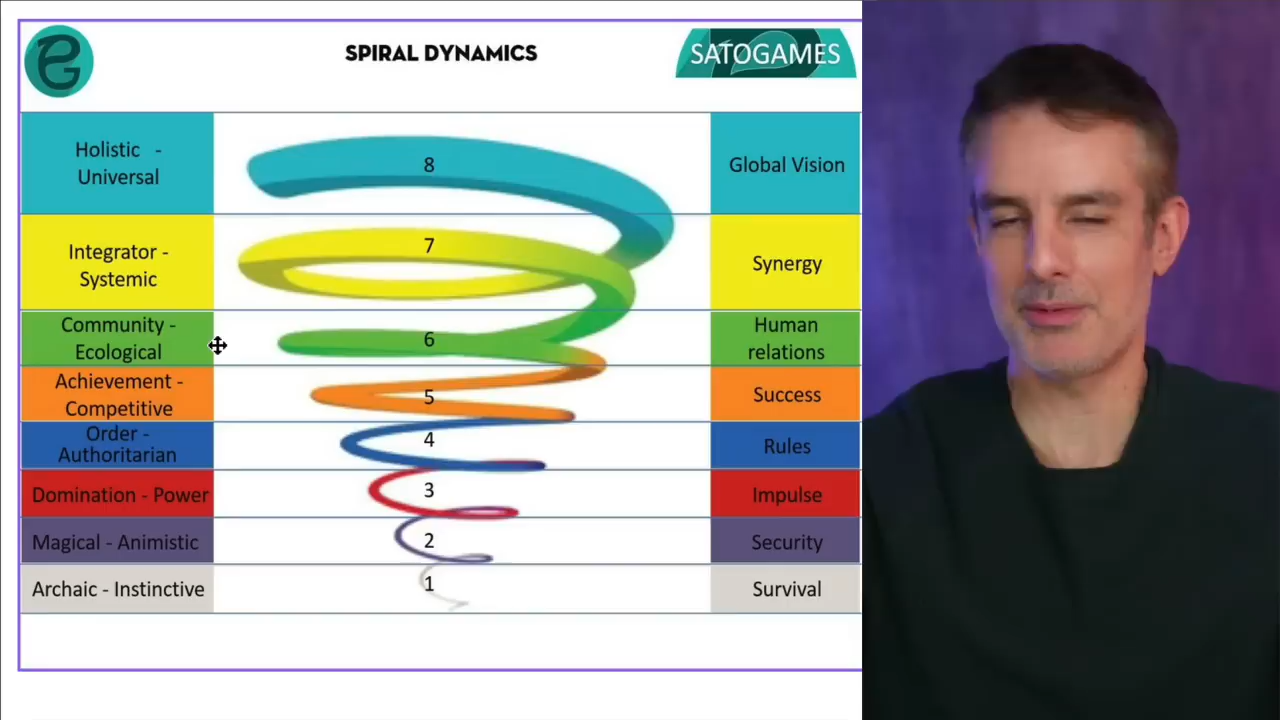 SPIRAL DYNAMICS
SATOGAMES
Holistic -
Universal
8
Global Vision
Integrator -
Systemic
7
Synergy
Community -
Ecological
6
Human
relations
Achievement -
Competitive
5
Success
Order -
Authoritarian
4
Rules
Domination - Power
3
Impulse
Magical - Animistic
2
Security
Archaic - Instinctive
1
Survival